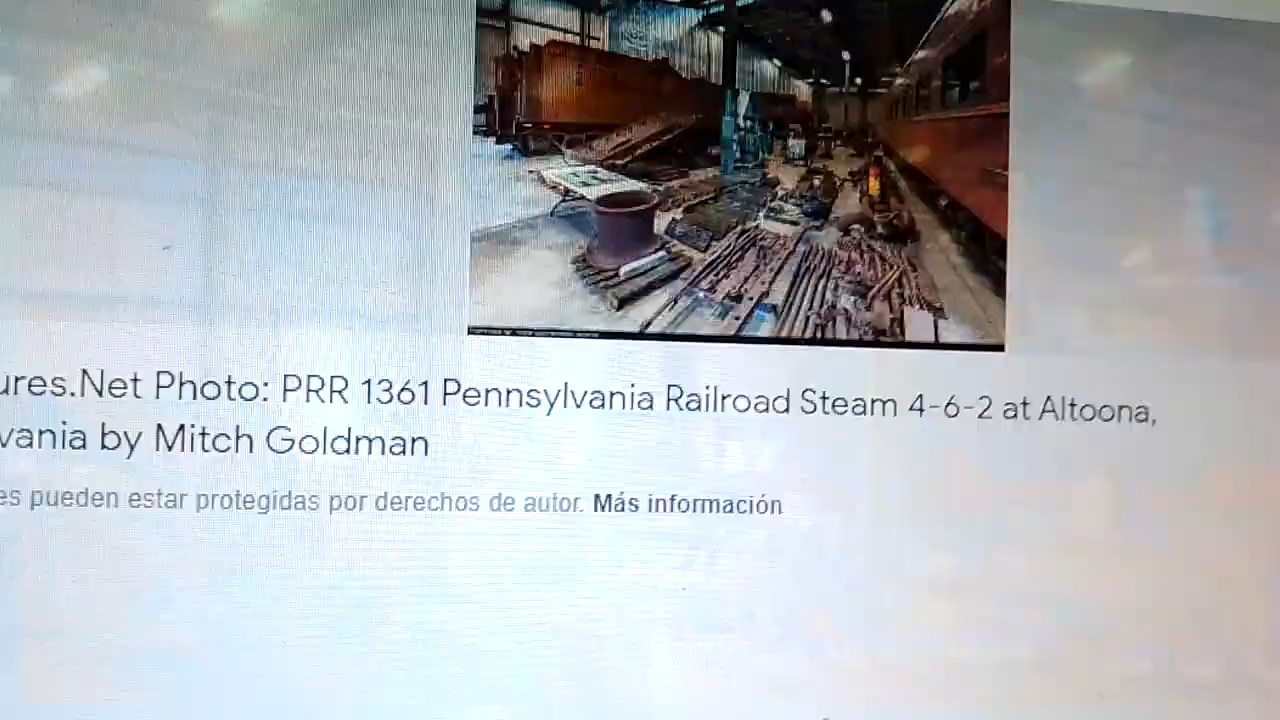 ures.Net Photo: PRR 1361 Pennsylvania Railroad Steam 4-6-2 at Altoona,
vania by Mitch Goldman
es pueden estar protegidas por derechos de autor. Más información